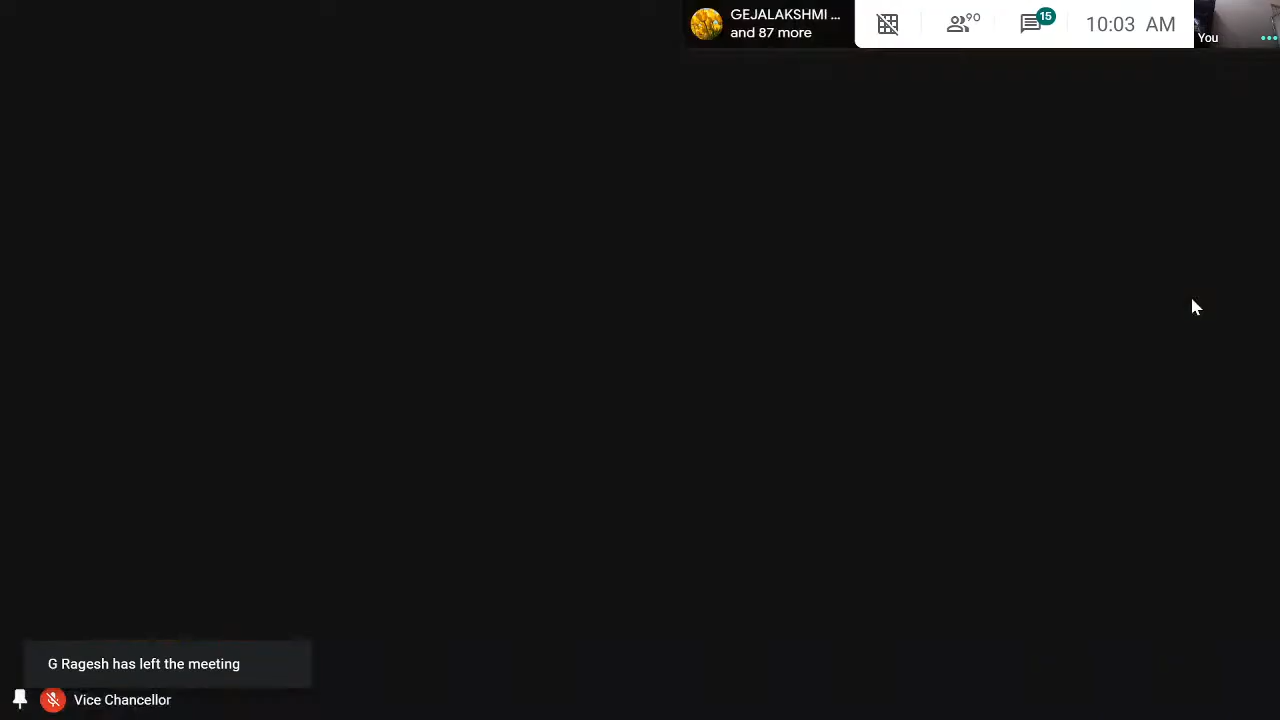 GEJALAKSHMI ...
and 87 more
90
15
10:03 AM
You
G Ragesh has left the meeting
Vice Chancellor